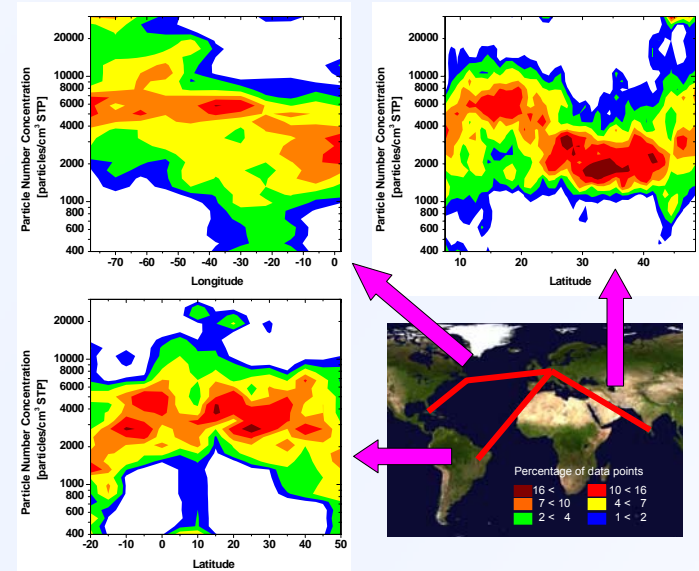 Particle Number Concentration
[particles/cm³ STP]
20000
10000
8000
6000
4000
2000
1000
800
600
400
-70 -60 -50 -40 -30 -20 -10 0
Longitude
Particle Number Concentration
[particles/cm³ STP]
20000
10000
8000
6000
4000
2000
1000
800
600
400
10 20 30 40
Latitude
Particle Number Concentration
[particles/cm³ STP]
20000
10000
8000
6000
4000
2000
1000
800
600
400
-20 -10 0 10 20 30 40 50
Latitude
Percentage of data points
16 < 10 < 16
7 < 10 4 < 7
2 < 4 1 < 2